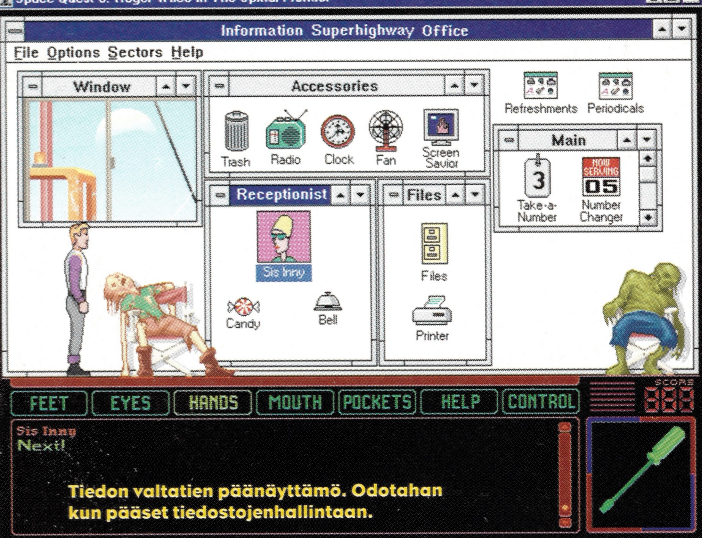 Space Quest 6: Roger Wilco in The Spinal Frontier
Information Superhighway Office
File Options Sectors Help
Window
Accessories
Trash
Radio
Clock
Fan
Screen
Savior
Refreshments
Periodicals
Main
3
Take-a-
Number
NOW
SERVING
05
Number
Changer
Receptionist
Sis Inny
Candy
Bell
Files
Files
Printer
FEET
EYES
HANDS
MOUTH
POCKETS
HELP
CONTROL
SCORE
Sis Inny
Next!
Tiedon valtatien päänäyttämö. Odotahan
kun pääset tiedostojenhallintaan.